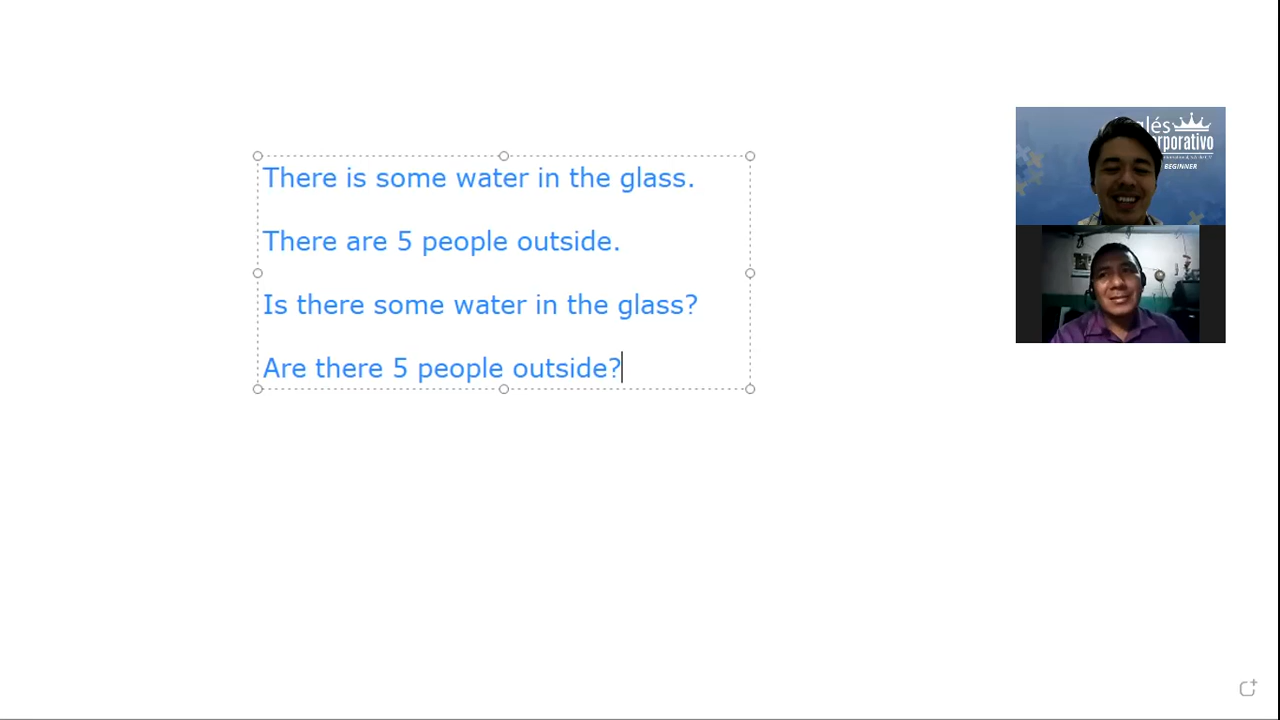 There is some water in the glass.
There are 5 people outside.
Is there some water in the glass?
Are there 5 people outside?
BEGINNER